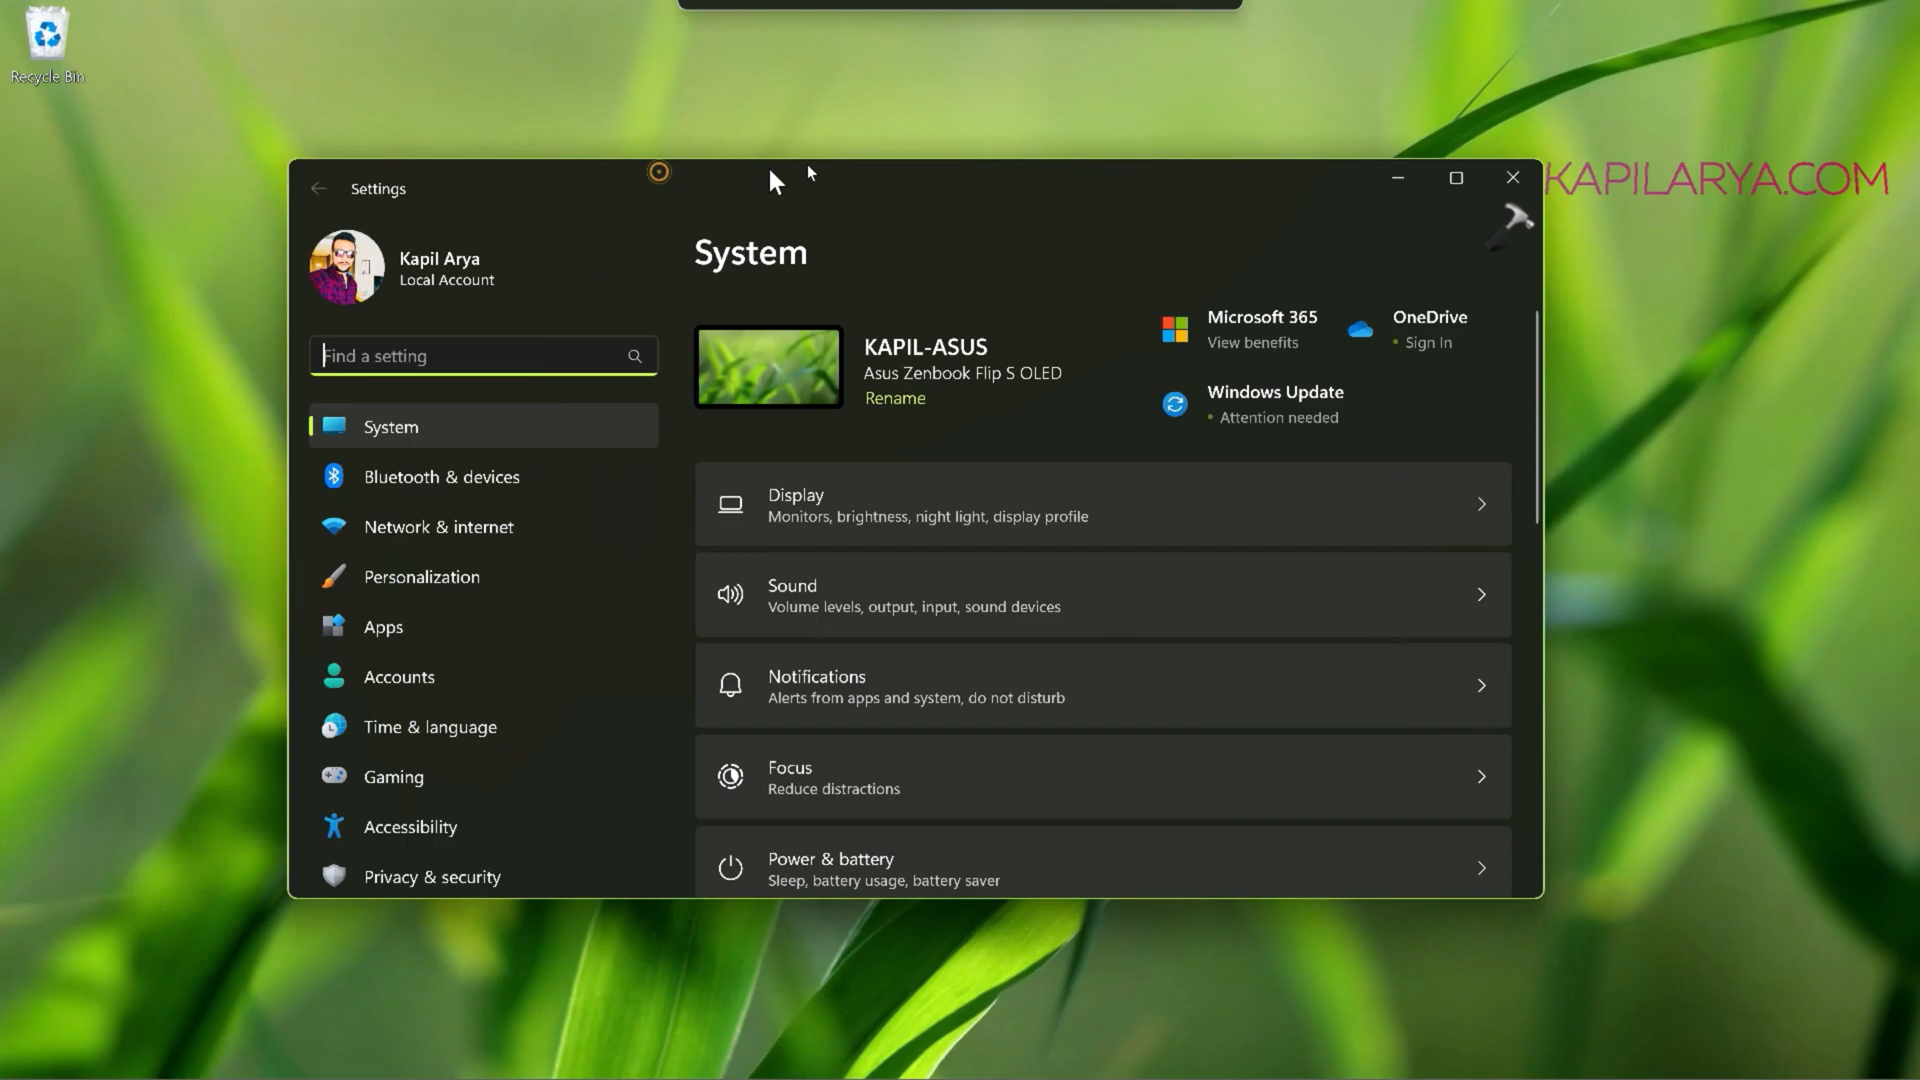 Recycle Bin
KAPILARYA.COM
Settings
Kapil Arya
Local Account
Find a setting
System
Bluetooth & devices
Network & internet
Personalization
Apps
Accounts
Time & language
Gaming
Accessibility
Privacy & security
System
KAPIL-ASUS
Asus Zenbook Flip S OLED
Rename
Microsoft 365
View benefits
OneDrive
• Sign In
Windows Update
• Attention needed
Display
Monitors, brightness, night light, display profile
Sound
Volume levels, output, input, sound devices
Notifications
Alerts from apps and system, do not disturb
Focus
Reduce distractions
Power & battery
Sleep, battery usage, battery saver